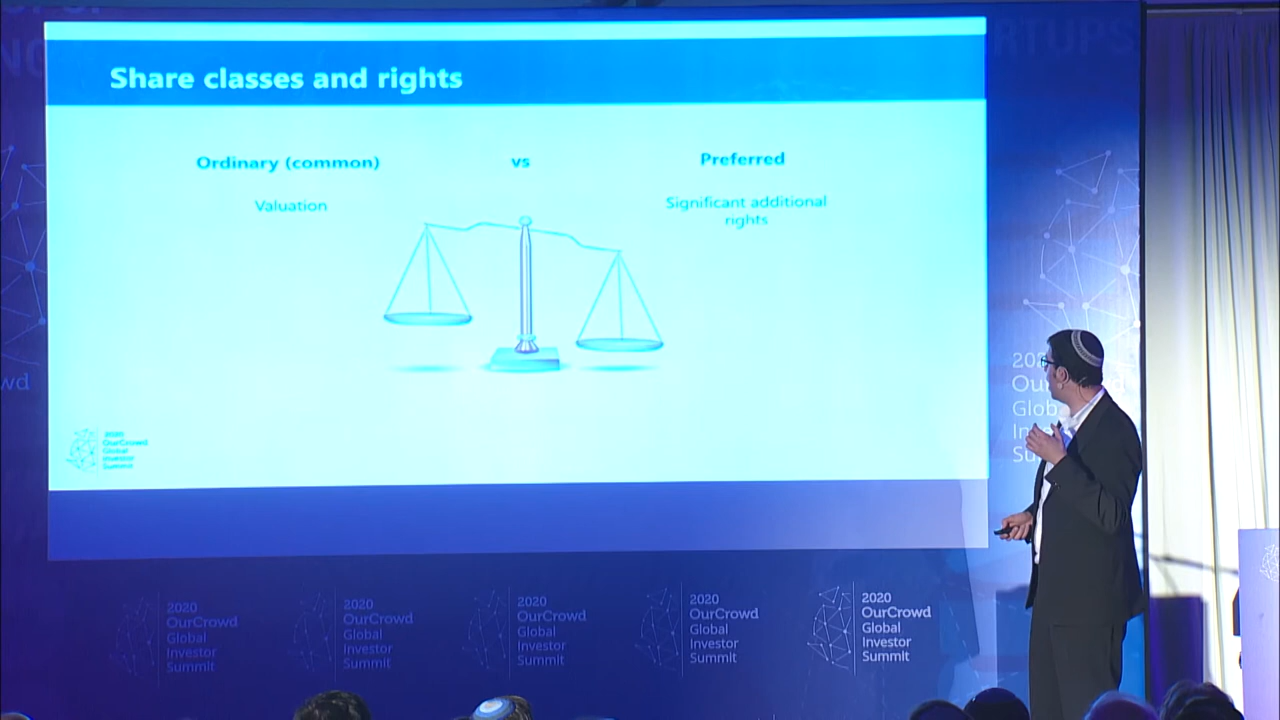 Share classes and rights
Ordinary (common)
vs
Preferred
Valuation
Significant additional
rights
2020
OurCrowd
Global
Investor
Summit
2020
OurCrowd
Global
Investor
Summit
2020
OurCrowd
Global
Investor
Summit
2020
OurCrowd
Global
Investor
Summit
2020
OurCrowd
Global
Investor
Summit
2020
OurCrowd
Global
Investor
Summit